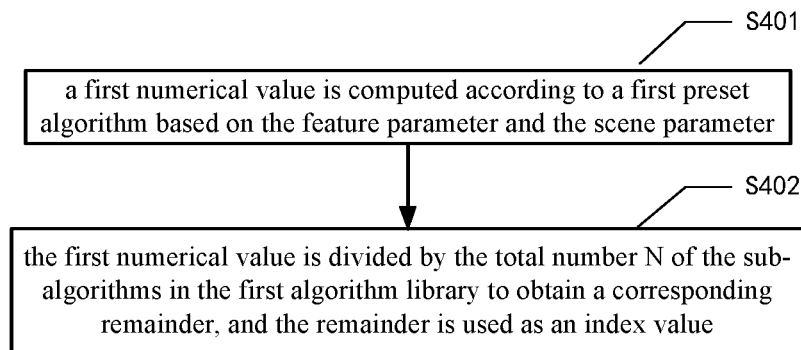 S401
a first numerical value is computed according to a first preset
algorithm based on the feature parameter and the scene parameter
S402
the first numerical value is divided by the total number N of the sub-
algorithms in the first algorithm library to obtain a corresponding
remainder, and the remainder is used as an index value